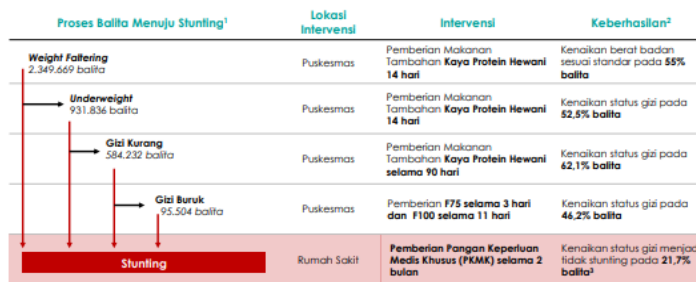 Proses Balita Menuju Stunting¹
Lokasi
Intervensi
Intervensi
Keberhasilan²
Weight Faltering
2.349.669 balita
Puskesmas
Pemberian Makanan
Tambahan Kaya Protein Hewani
14 hari
Kenaikan berat badan
sesuai standar pada 55%
balita
Underweight
931.836 balita
Puskesmas
Pemberian Makanan
Tambahan Kaya Protein Hewani
14 hari
Kenaikan status gizi pada
52,5% balita
Gizi Kurang
584.232 balita
Puskesmas
Pemberian Makanan
Tambahan Kaya Protein Hewani
selama 90 hari
Kenaikan status gizi pada
62,1% balita
Gizi Buruk
95.504 balita
Puskesmas
Pemberian F75 selama 3 hari
dan F100 selama 11 hari
Kenaikan status gizi pada
46,2% balita
Stunting
Rumah Sakit
Pemberian Pangan Keperluan
Medis Khusus (PKMK) selama 2
bulan
Kenaikan status gizi menjad
tidak stunting pada 21,7%
balita³